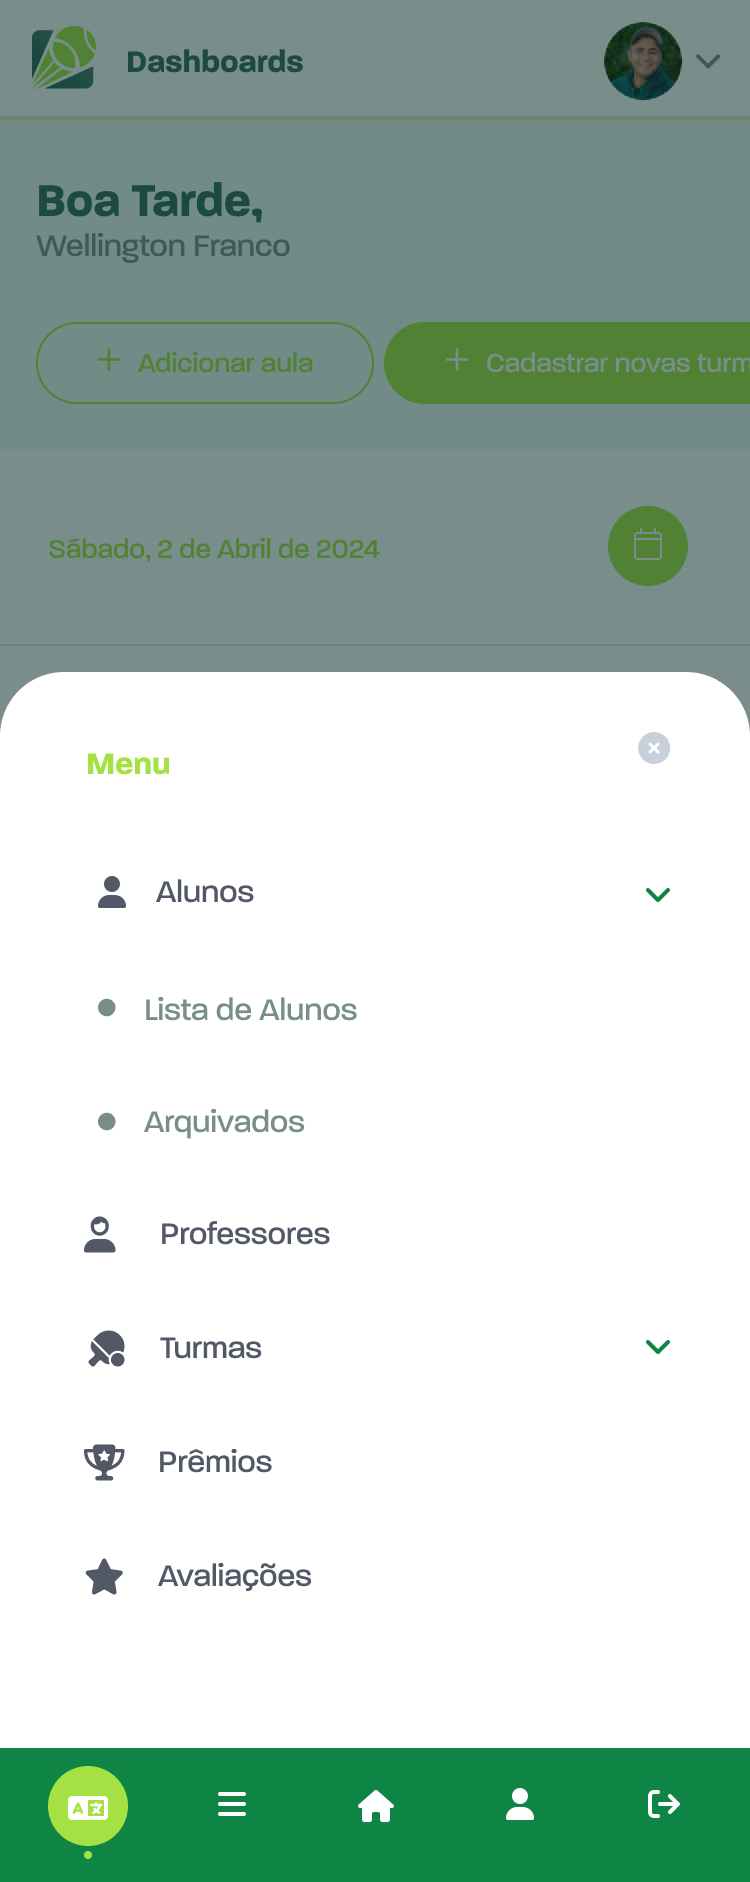 Dashboards
Boa Tarde,
Wellington Franco
Adicionar aula
Cadastrar novas turm
Sábado, 2 de Abril de 2024
Menu
Alunos
Lista de Alunos
Arquivados
Professores
Turmas
Prêmios
Avaliações